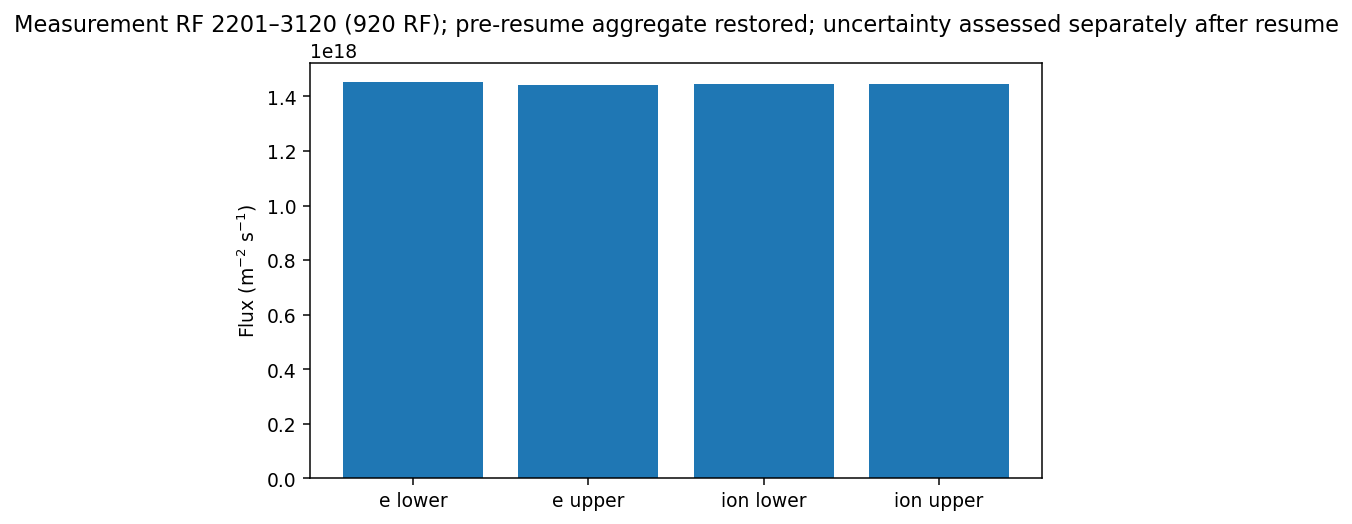 Measurement RF 2201–3120 (920 RF); pre-resume aggregate restored; uncertainty assessed separately after resume
1e18
1.4
1.2
1.0
0.8
0.6
0.4
0.2
0.0
Flux (m⁻² s⁻¹)
e lower
e upper
ion lower
ion upper